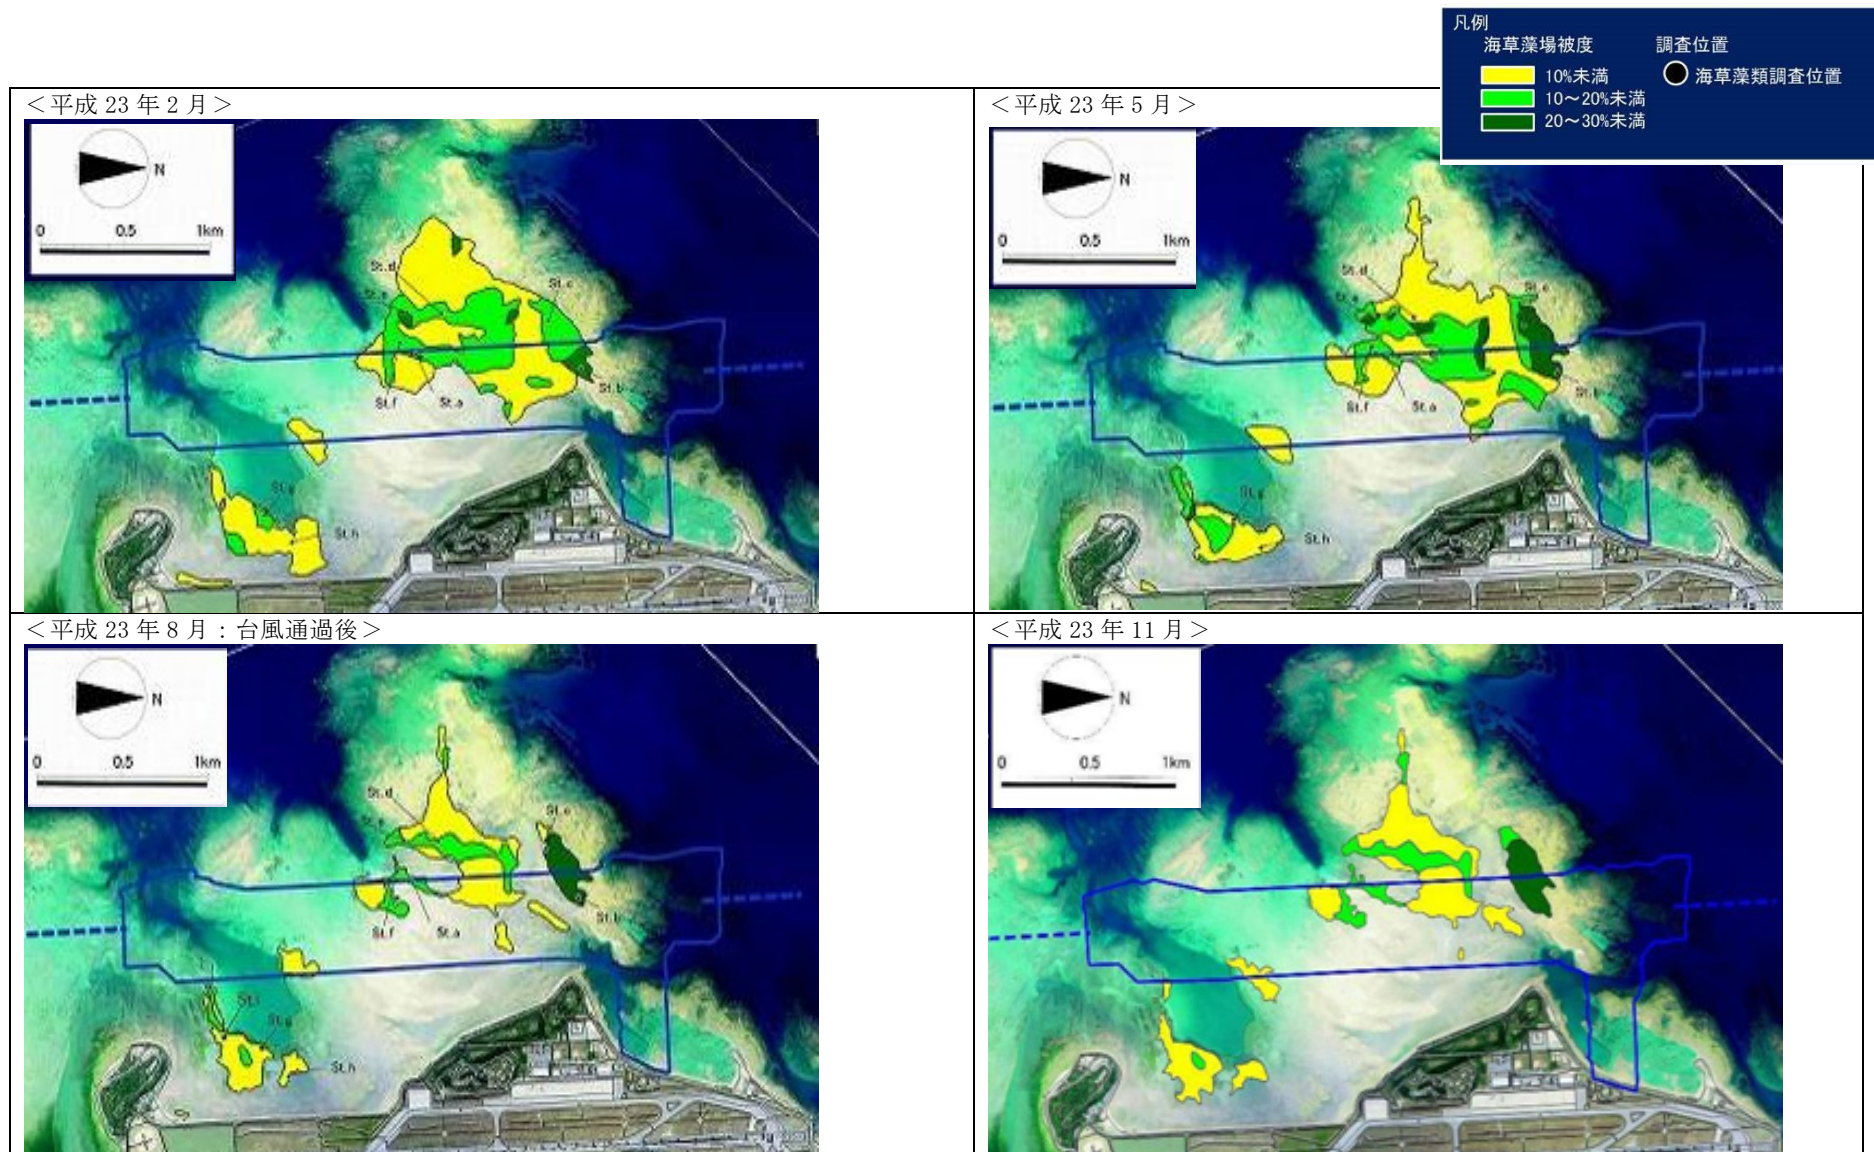 凡例
海草藻場被度 調査位置
10%未満 海草藻類調査位置
10～20%未満
20～30%未満
＜平成 23 年 2 月＞
N
0 0.5 1km
St.d
St.c
St.b
St.f St.a
St.g
St.h
＜平成 23 年 5 月＞
N
0 0.5 1km
St.d
St.b
St.f St.a
St.g
St.h
＜平成 23 年 8 月：台風通過後＞
N
0 0.5 1km
St.d
St.b
St.f St.a
St.i
St.g
St.h
＜平成 23 年 11 月＞
N
0 0.5 1km